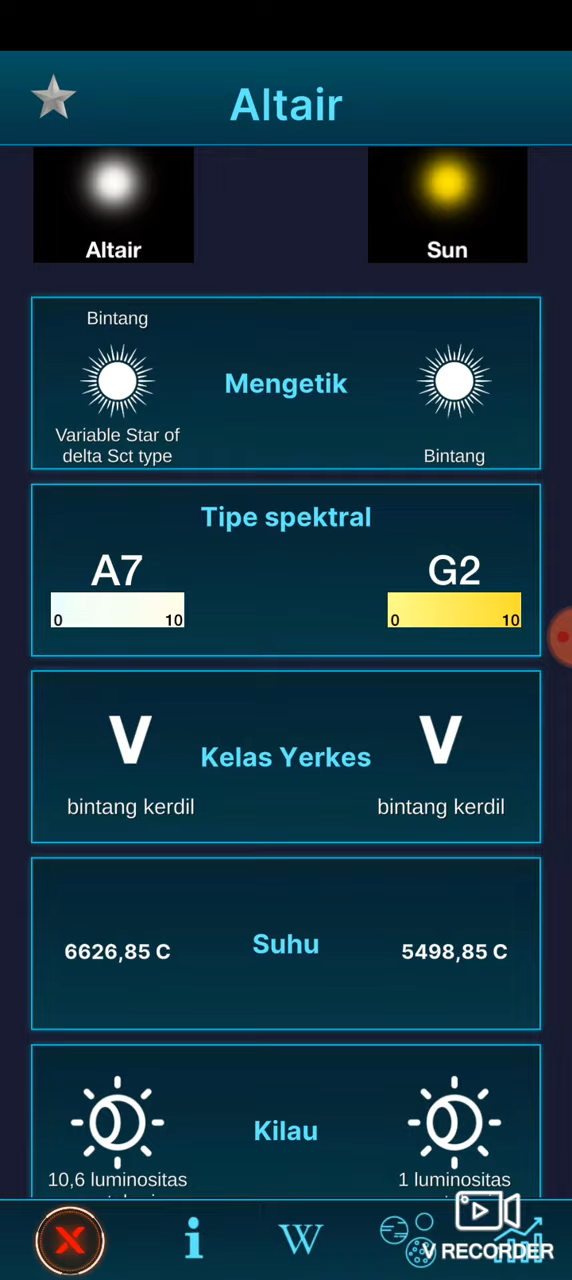 Altair
Altair
Sun
Bintang
Mengetik
Variable Star of
delta Sct type
Bintang
Tipe spektral
A7
G2
0 10
0 10
V
Kelas Yerkes
V
bintang kerdil
bintang kerdil
6626,85 C
Suhu
5498,85 C
Kilau
10,6 luminositas
1 luminositas
X
i
W
V RECORDER